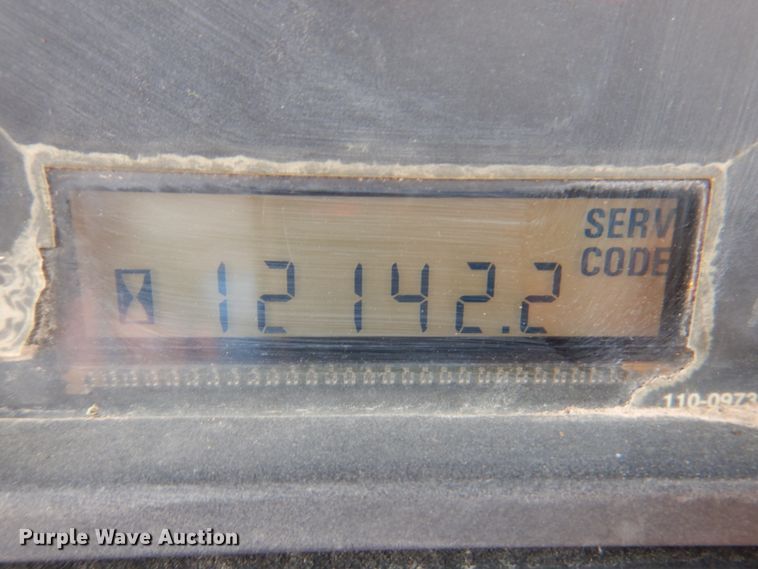 SERV
CODE
12142.2
110-0973
Purple Wave Auction